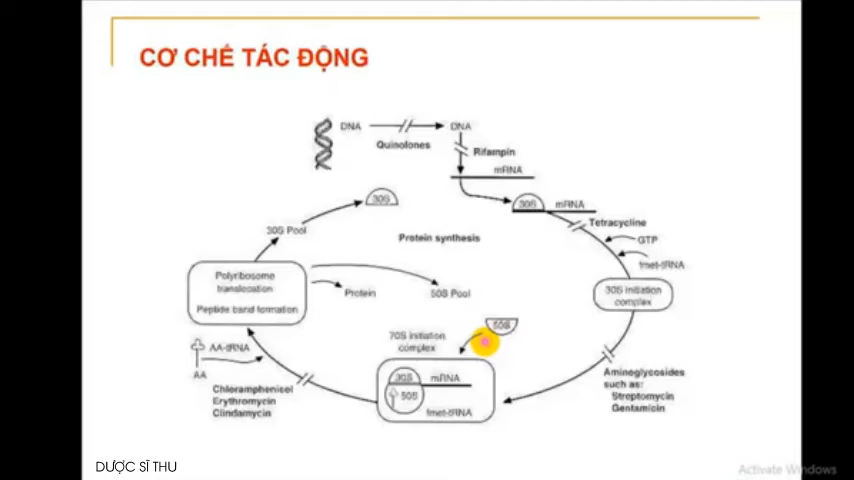 CƠ CHẾ TÁC ĐỘNG
DNA
DNA
Quinolones
Rifampin
mRNA
30S
30S
mRNA
Tetracycline
30S Pool
Protein synthesis
GTP
fmet-tRNA
Polyribosome
translocation
Peptide band formation
Protein
50S Pool
30S initiation
complex
50S
70S initiation
complex
AA-tRNA
AA
30S
mRNA
50S
fmet-tRNA
Chloramphenicol
Erythromycin
Clindamycin
Aminoglycosides
such as:
Streptomycin
Gentamicin
DƯỢC SĨ THU
Activate Windows